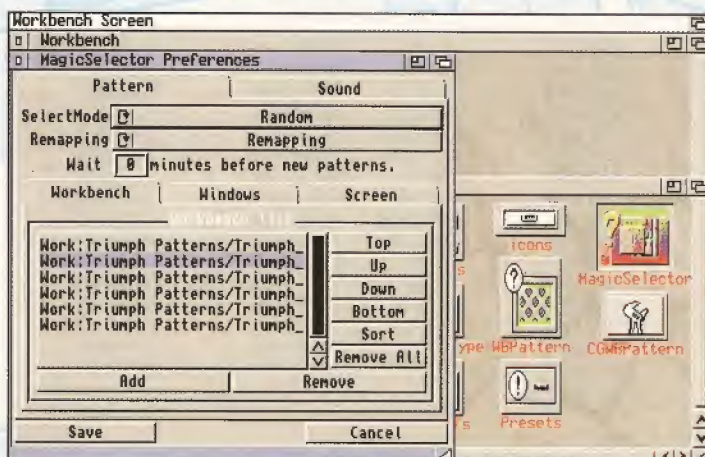 Workbench Screen
Workbench
MagicSelector Preferences
Pattern Sound
SelectMode Random
Remapping Remapping
Wait 0 minutes before new patterns.
Workbench Windows Screen
Work:Triumph Patterns/Triumph_
Work:Triumph Patterns/Triumph_
Work:Triumph Patterns/Triumph_
Work:Triumph Patterns/Triumph_
Work:Triumph Patterns/Triumph_
Work:Triumph Patterns/Triumph_
Top
Up
Down
Bottom
Sort
Remove All
Add Remove
Save Cancel
icons
MagicSelector
WBPattern
CGWBPattern
Presets